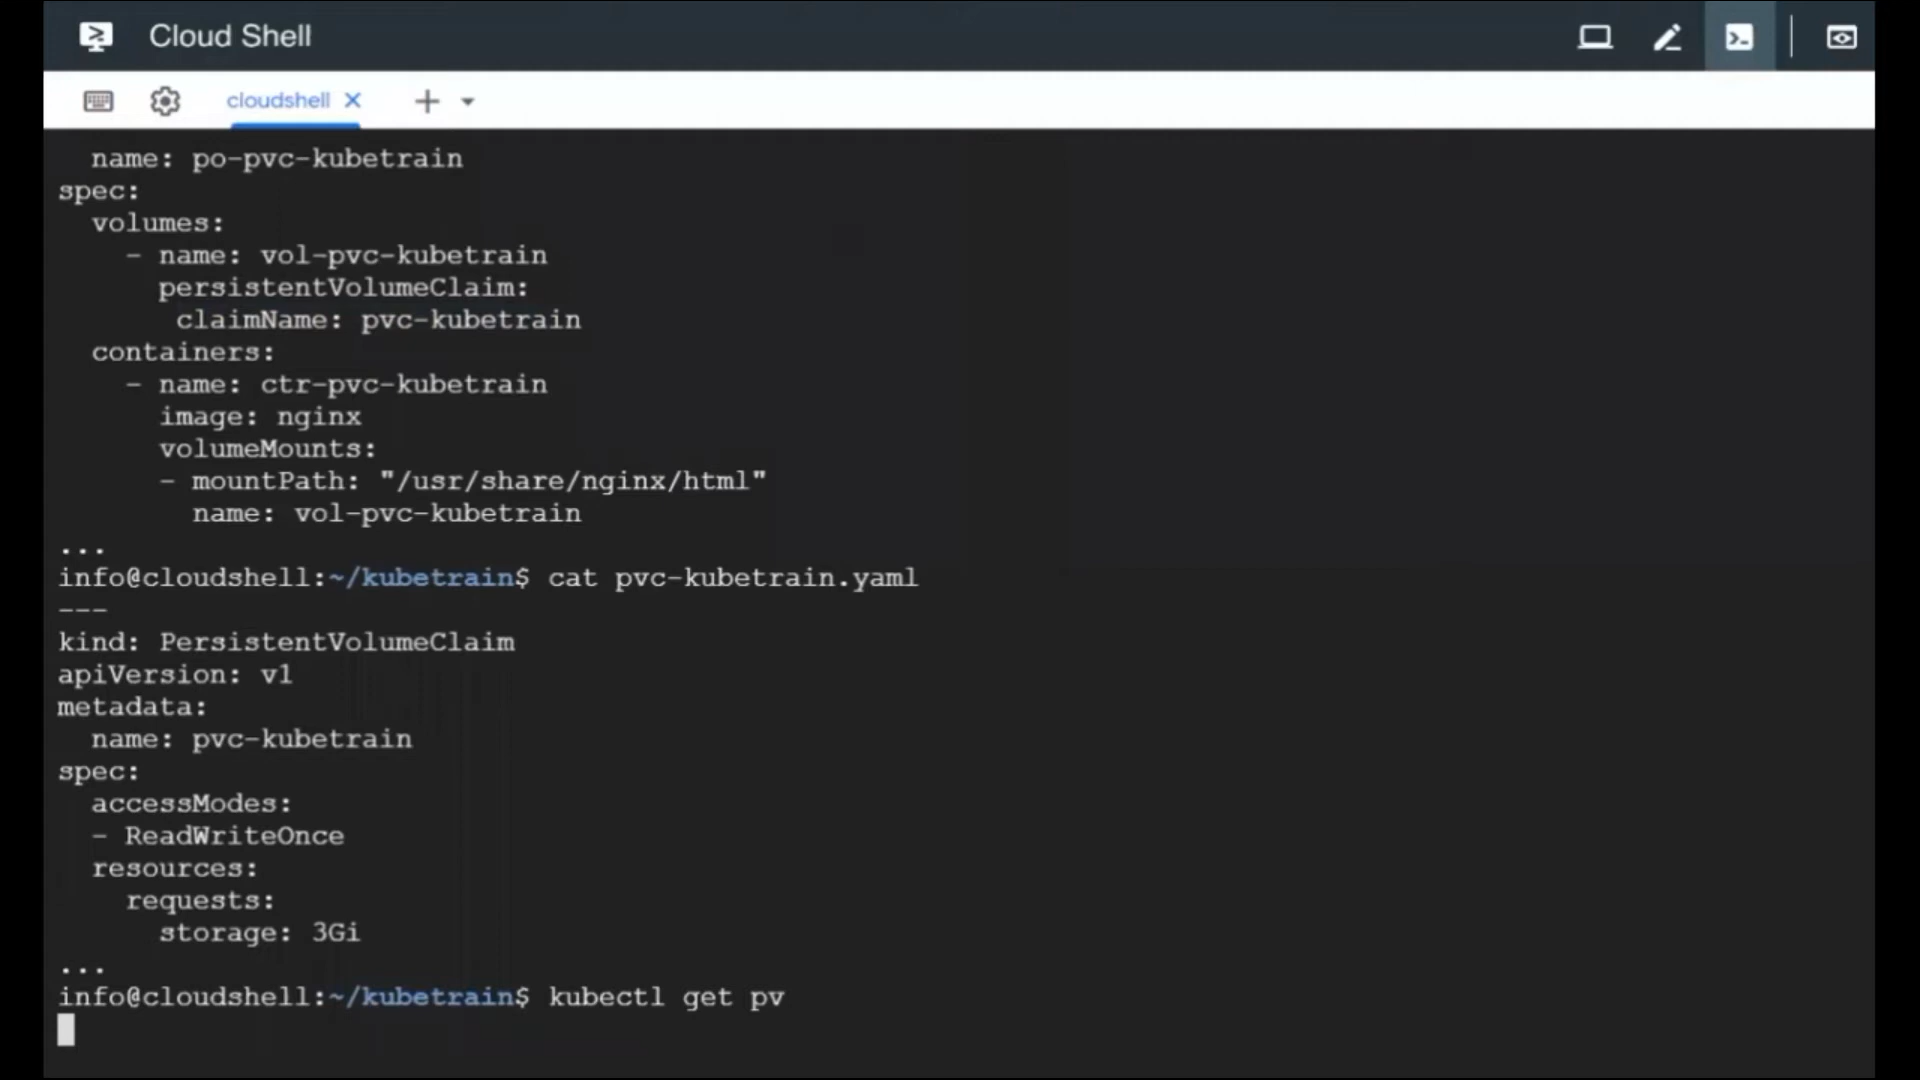 Cloud Shell
cloudshell
  name: po-pvc-kubetrain
spec:
  volumes:
    - name: vol-pvc-kubetrain
      persistentVolumeClaim:
       claimName: pvc-kubetrain
  containers:
    - name: ctr-pvc-kubetrain
      image: nginx
      volumeMounts:
      - mountPath: "/usr/share/nginx/html"
        name: vol-pvc-kubetrain
...
info@cloudshell:~/kubetrain$ cat pvc-kubetrain.yaml
---
kind: PersistentVolumeClaim
apiVersion: v1
metadata:
  name: pvc-kubetrain
spec:
  accessModes:
  - ReadWriteOnce
  resources:
    requests:
      storage: 3Gi
...
info@cloudshell:~/kubetrain$ kubectl get pv